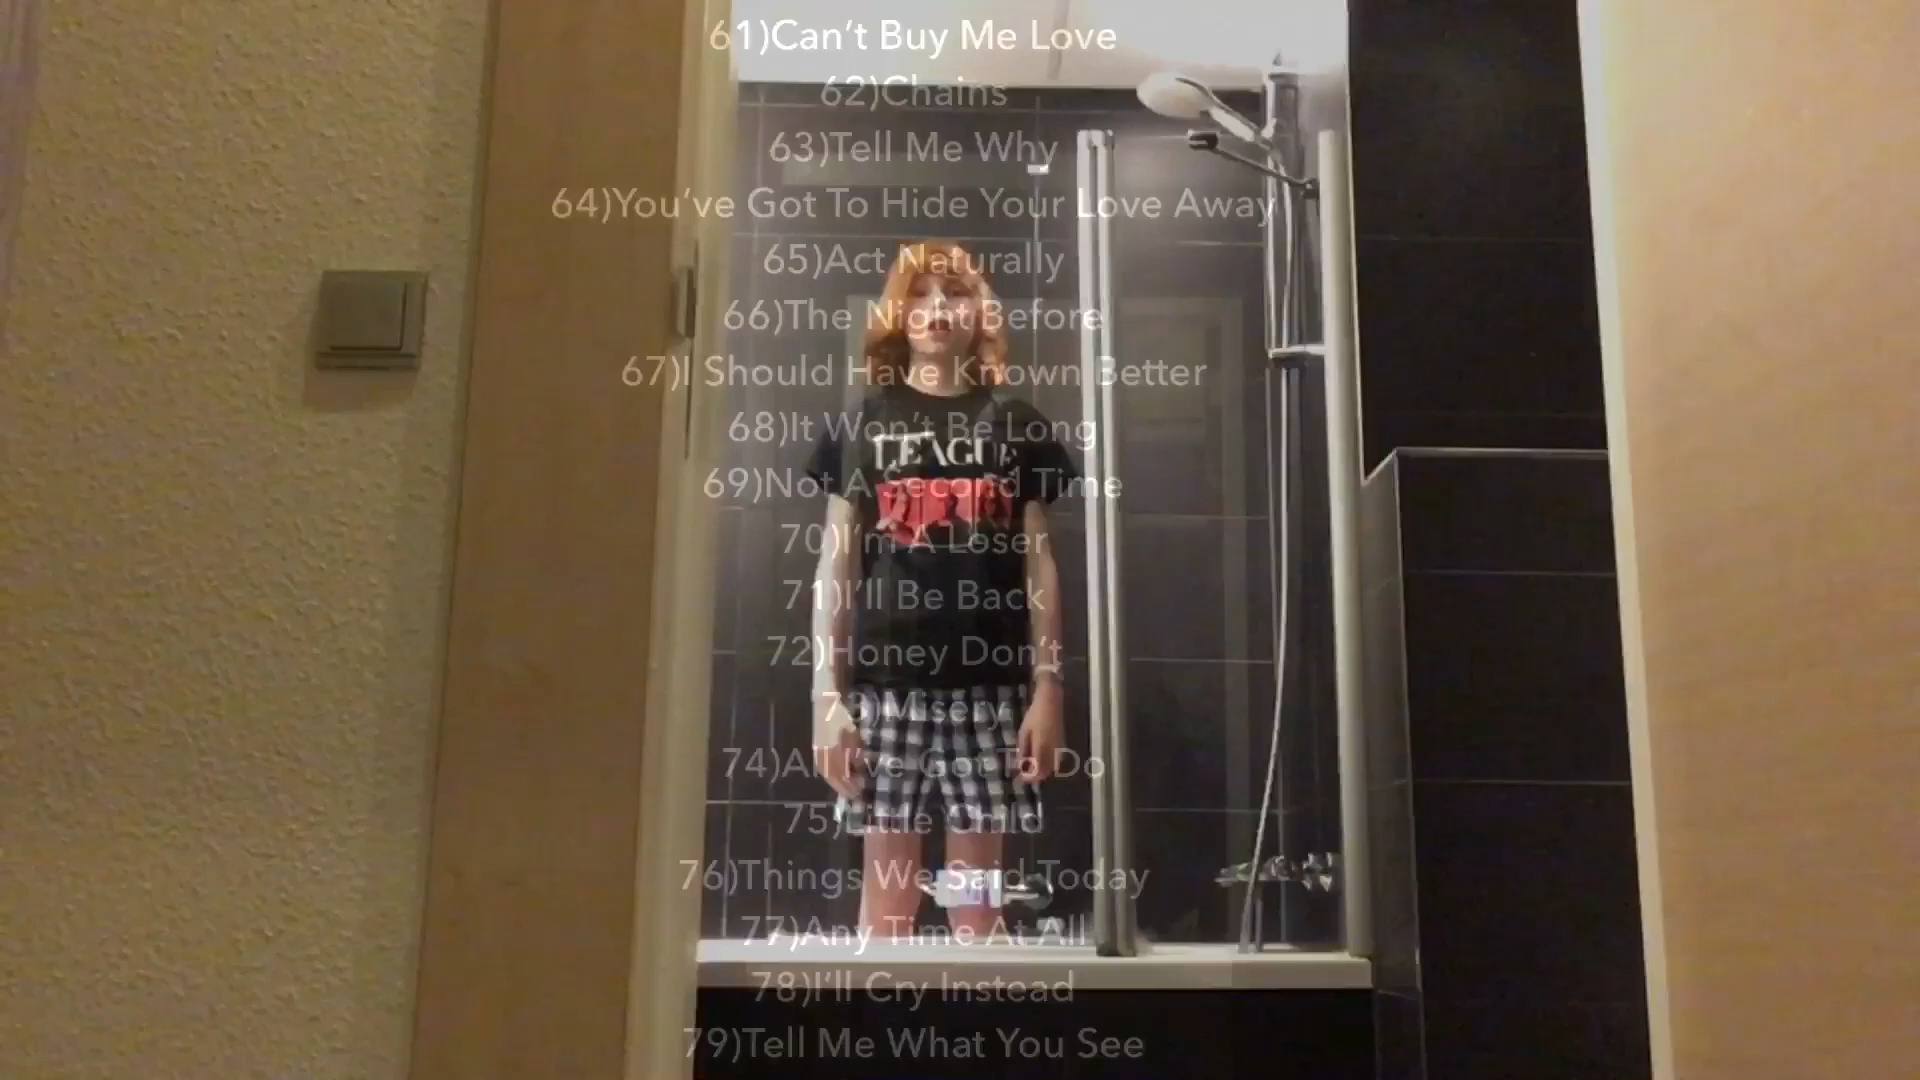 61)Can't Buy Me Love
62)Chains
63)Tell Me Why
64)You've Got To Hide Your Love Away
65)Act Naturally
66)The Night Before
67)I Should Have Known Better
68)It Won't Be Long
LEAGUE
69)Not A Second Time
70)I'm A Loser
71)I'll Be Back
72)Honey Don't
73)Misery
74)All I've Got To Do
75)Little Child
76)Things We Said Today
77)Any Time At All
78)I'll Cry Instead
79)Tell Me What You See